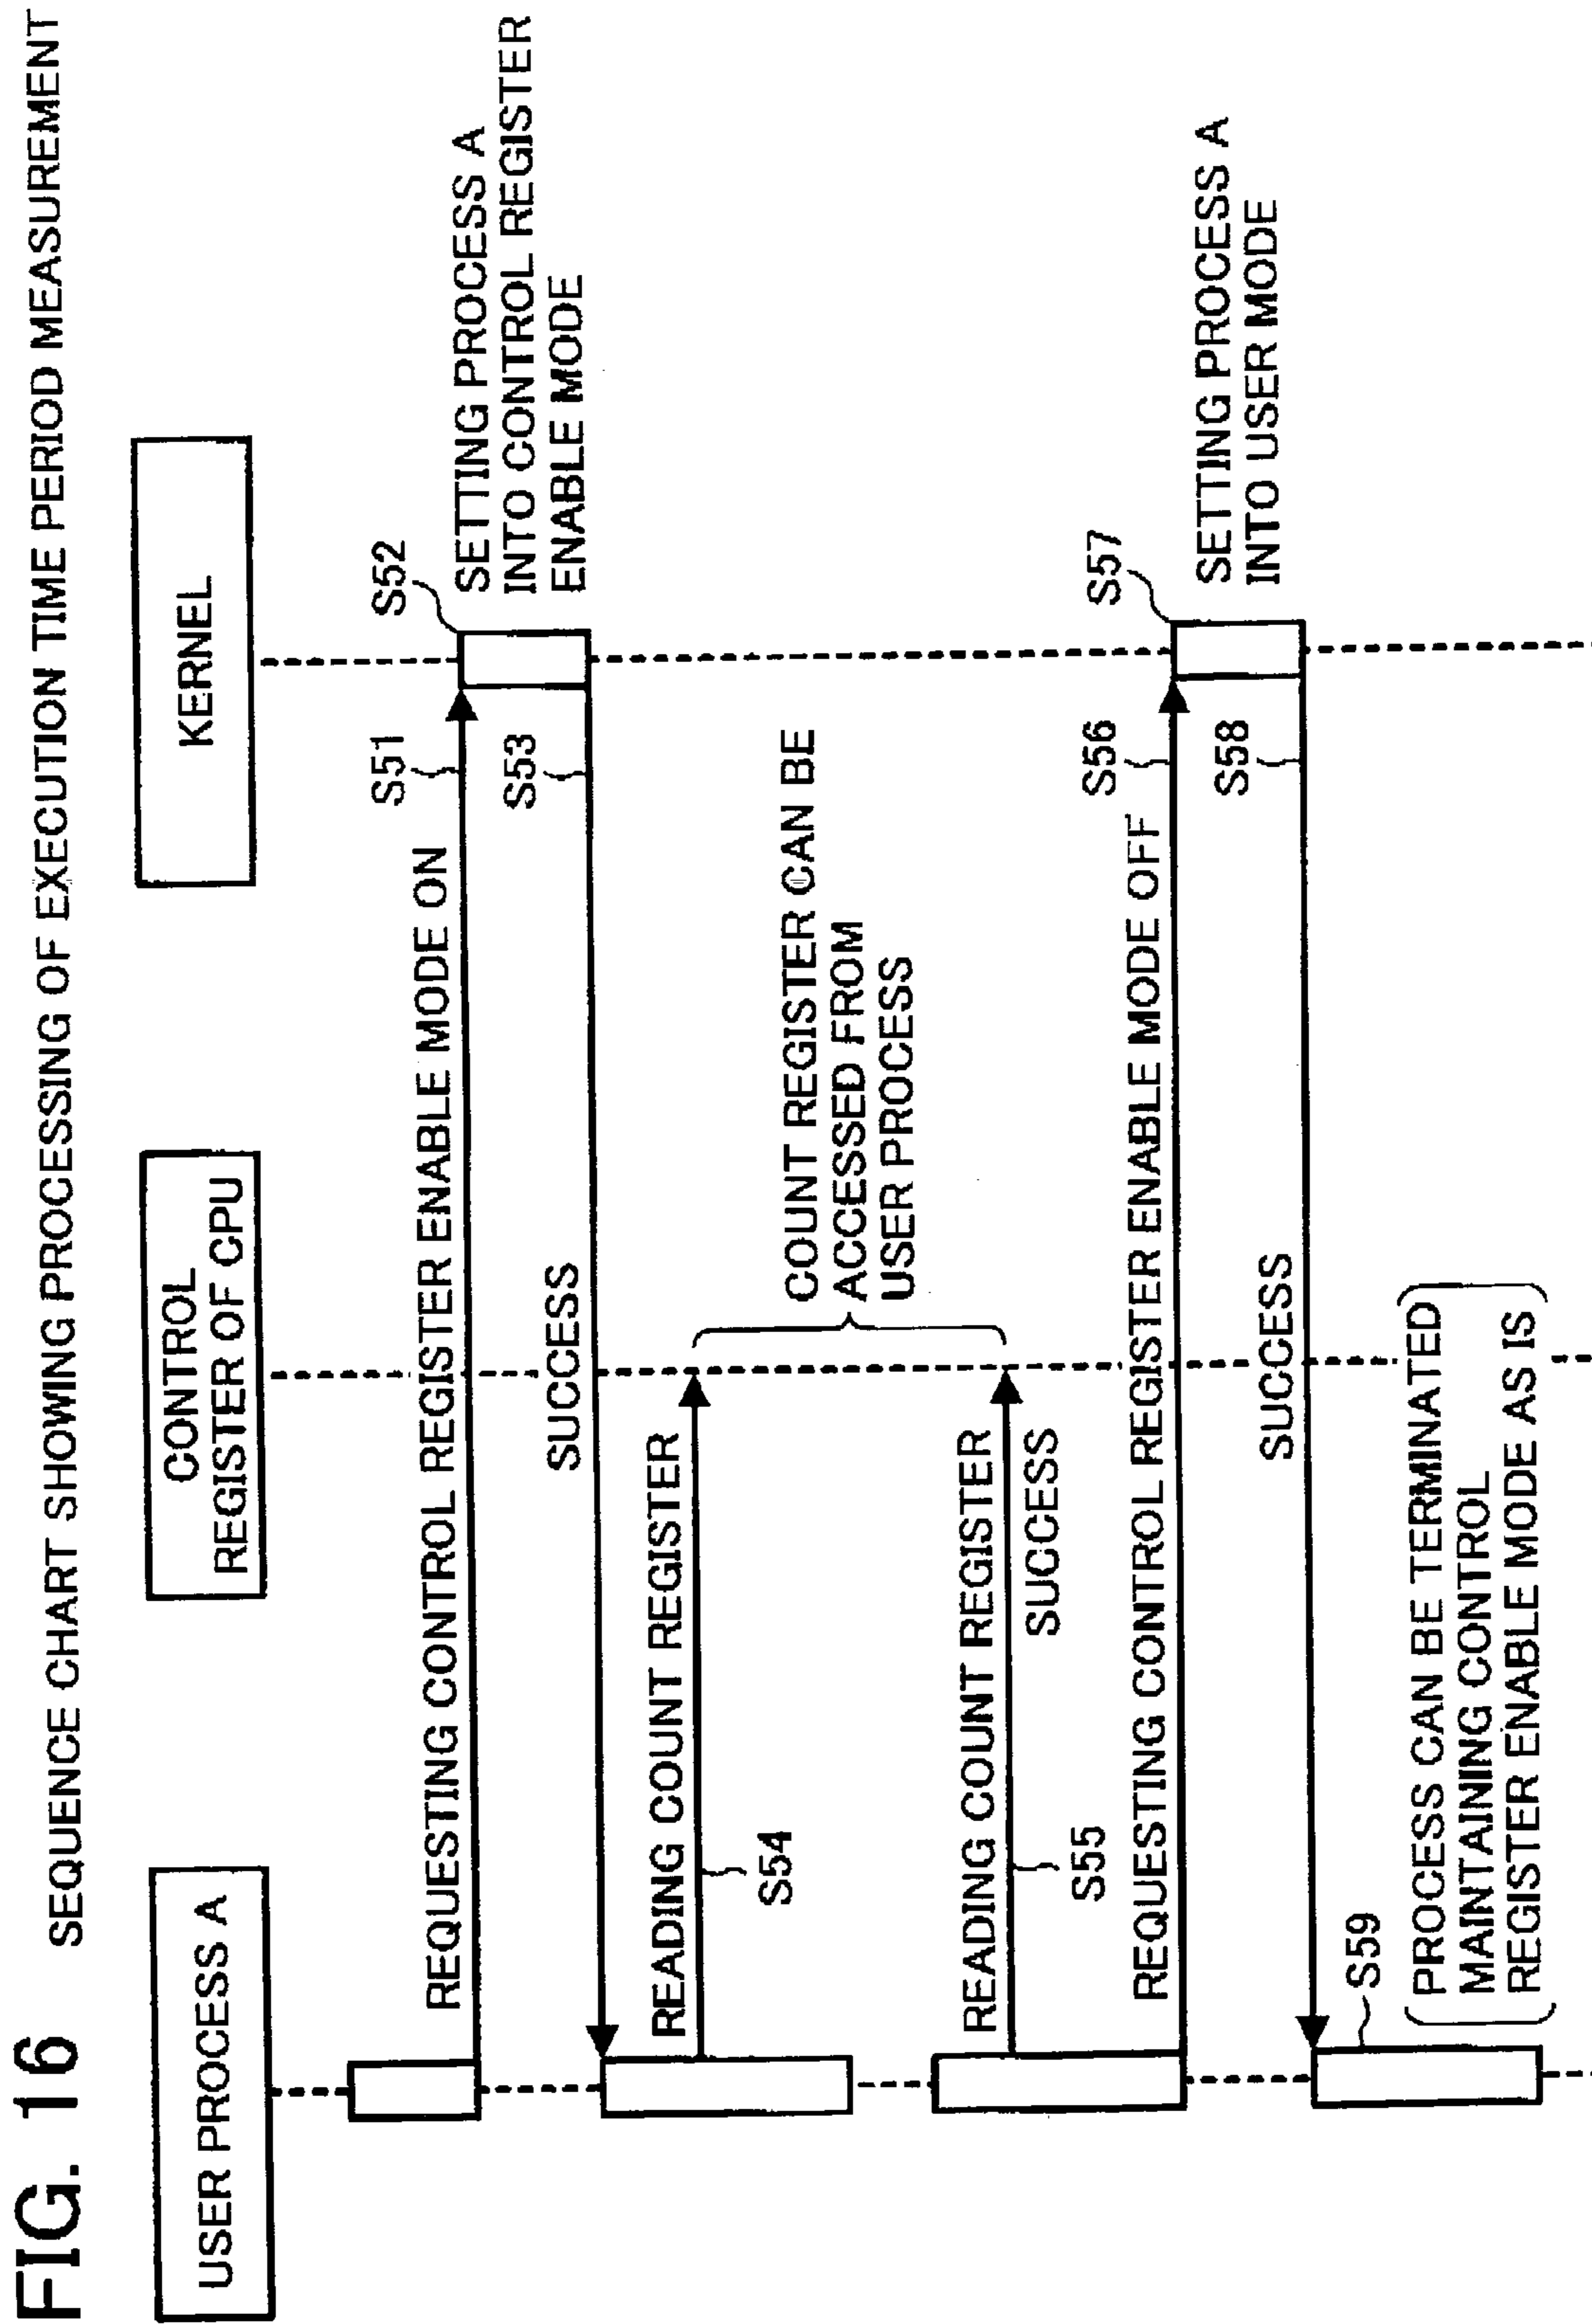 FIG. 16
SEQUENCE CHART SHOWING PROCESSING OF EXECUTION TIME PERIOD MEASUREMENT
USER PROCESS A
CONTROL
REGISTER OF CPU
KERNEL
REQUESTING CONTROL REGISTER ENABLE MODE ON
S51
S52
SETTING PROCESS A
INTO CONTROL REGISTER
ENABLE MODE
SUCCESS
S53
READING COUNT REGISTER
S54
COUNT REGISTER CAN BE
ACCESSED FROM
USER PROCESS
READING COUNT REGISTER
S55
SUCCESS
REQUESTING CONTROL REGISTER ENABLE MODE OFF
S56
S57
SETTING PROCESS A
INTO USER MODE
SUCCESS
S58
S59
PROCESS CAN BE TERMINATED
MAINTAINING CONTROL
REGISTER ENABLE MODE AS IS